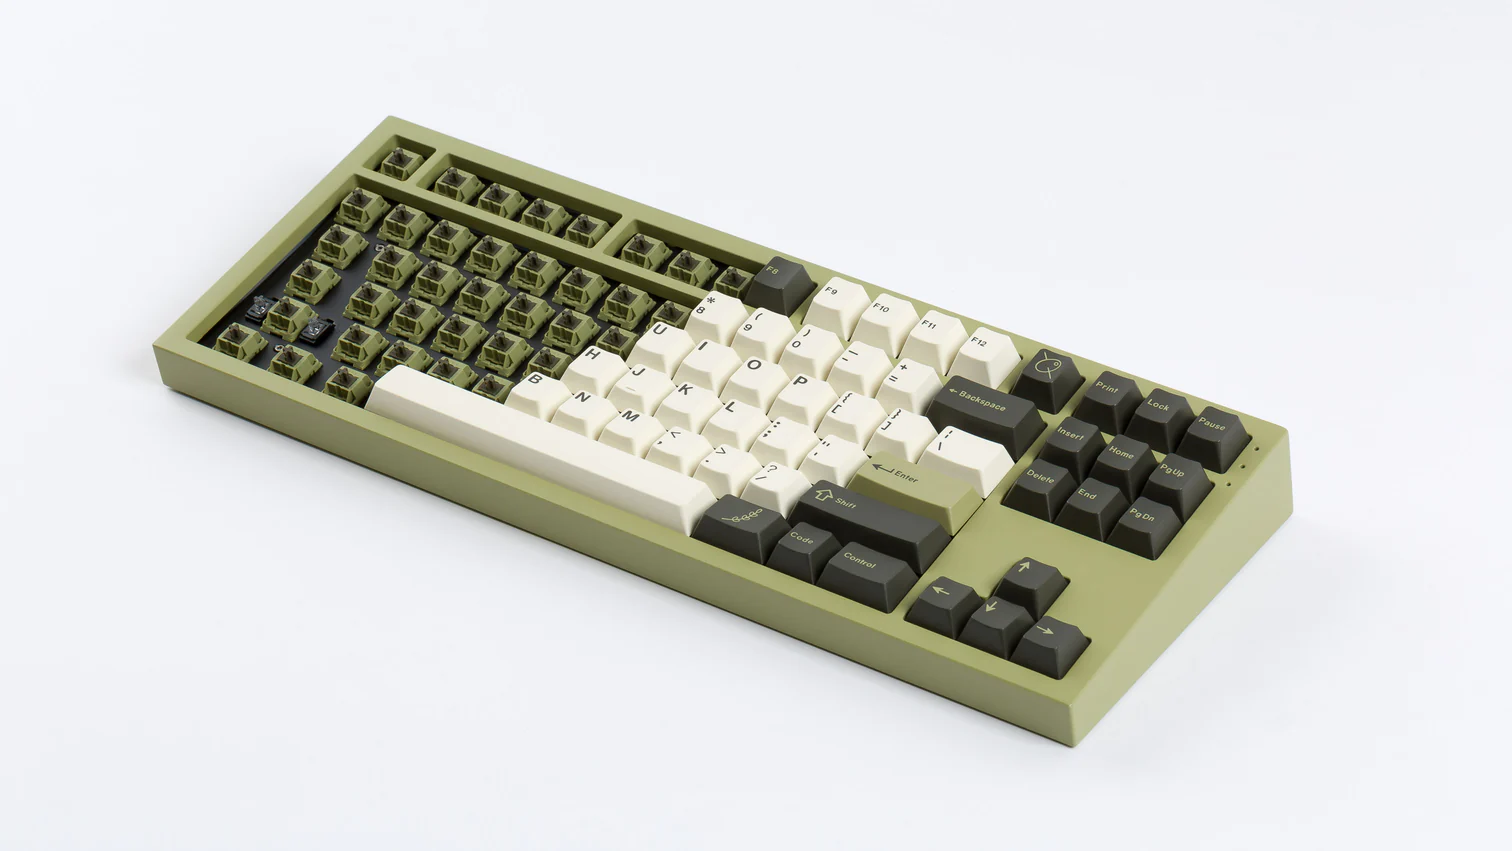 F8
F9
F10
F11
F12
Print
Lock
Pause
*
8
(
9
)
0
_
-
+
=
← Backspace
Insert
Home
PgUp
U
I
O
P
{
[
}
]
|
\
Delete
End
PgDn
H
J
K
L
:
;
"
'
↵ Enter
B
N
M
<
,
>
.
?
/
⇧ Shift
↑
Code
Control
←
↓
→